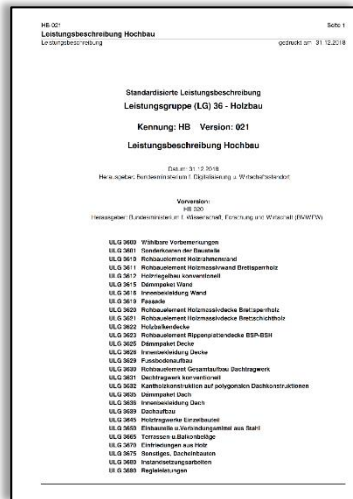 HB-021
Seite 1
Leistungsbeschreibung Hochbau
Leistungsbeschreibung
gedruckt am 31.12.2018
Standardisierte Leistungsbeschreibung
Leistungsgruppe (LG) 36 - Holzbau
Kennung: HB Version: 021
Leistungsbeschreibung Hochbau
Datum: 31.12.2018
Herausgeber: Bundesministerium f. Digitalisierung u. Wirtschaftsstandort
Vorversion:
HB 020
Herausgeber: Bundesministerium f. Wissenschaft, Forschung und Wirtschaft (BMWFW)
ULG 3600 Wählbare Vorbemerkungen
ULG 3601 Sonderkosten der Baustelle
ULG 3610 Rohbauelement Holzrahmenwand
ULG 3611 Rohbauelement Holzmassivwand Brettsperrholz
ULG 3612 Holzriegelbau konventionell
ULG 3615 Dämmpaket Wand
ULG 3616 Innenbekleidung Wand
ULG 3619 Fassade
ULG 3620 Rohbauelement Holzmassivdecke Brettsperrholz
ULG 3621 Rohbauelement Holzmassivdecke Brettschichtholz
ULG 3622 Holzbalkendecke
ULG 3623 Rohbauelement Rippenplattendecke BSP-BSH
ULG 3625 Dämmpaket Decke
ULG 3626 Innenbekleidung Decke
ULG 3629 Fussbodenaufbau
ULG 3630 Rohbauelement Gesamtaufbau Dachtragwerk
ULG 3631 Dachtragwerk konventionell
ULG 3632 Kantholzkonstruktion auf polygonalen Dachkonstruktionen
ULG 3635 Dämmpaket Dach
ULG 3636 Innenbekleidung Dach
ULG 3639 Dachaufbau
ULG 3645 Holztragwerke Einzelbauteil
ULG 3650 Einbauteile u.Verbindungsmittel aus Stahl
ULG 3665 Terrassen u.Balkonbeläge
ULG 3670 Einfriedungen aus Holz
ULG 3675 Sonstiges, Dacheinbauten
ULG 3680 Instandsetzungsarbeiten
ULG 3690 Regieleistungen